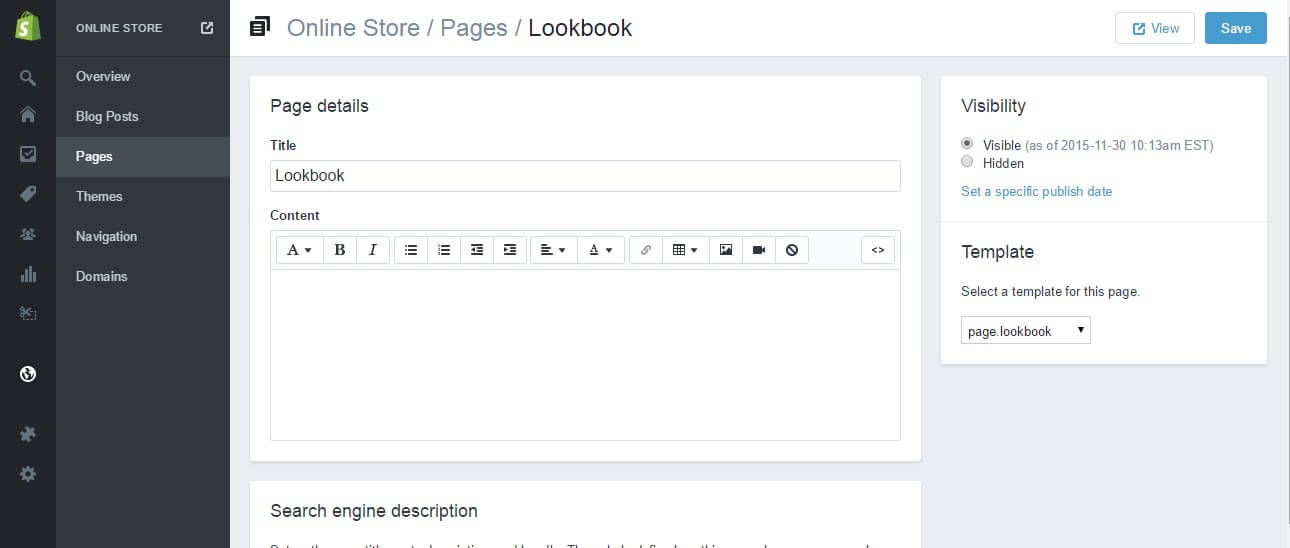 ONLINE STORE
Overview
Blog Posts
Pages
Themes
Navigation
Domains
Online Store / Pages / Lookbook
View
Save
Page details
Title
Lookbook
Content
A
B
I
A
<>
Search engine description
Visibility
Visible (as of 2015-11-30 10:13am EST)
Hidden
Set a specific publish date
Template
Select a template for this page.
page.lookbook